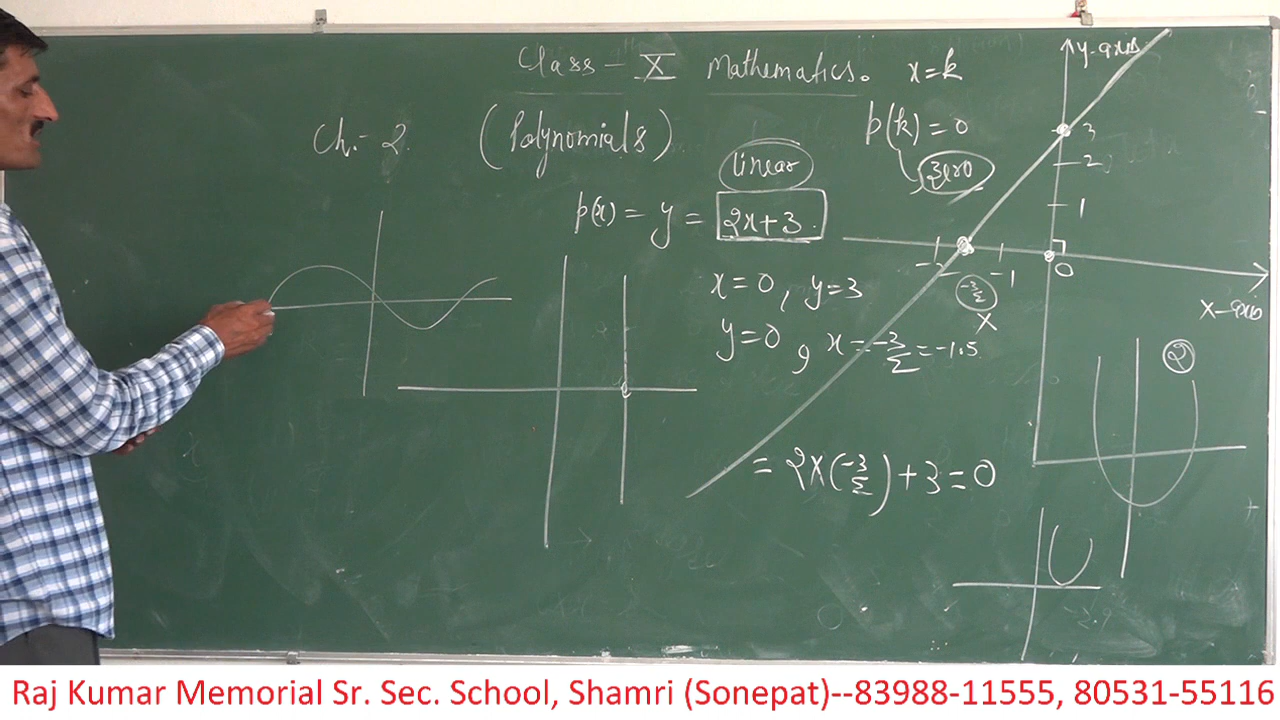 Class - X Mathematics.
x=k
y-axis
Ch.-2 (Polynomials)
p(k)=0
zero
linear
p(x) = y = 2x+3.
3
2
1
0
-1
-2
-3/2
X
X-axis
x=0, y=3
y=0, x=-3/2=-1.5
= 2x(-3/2)+3=0
2
Raj Kumar Memorial Sr. Sec. School, Shamri (Sonepat)--83988-11555, 80531-55116